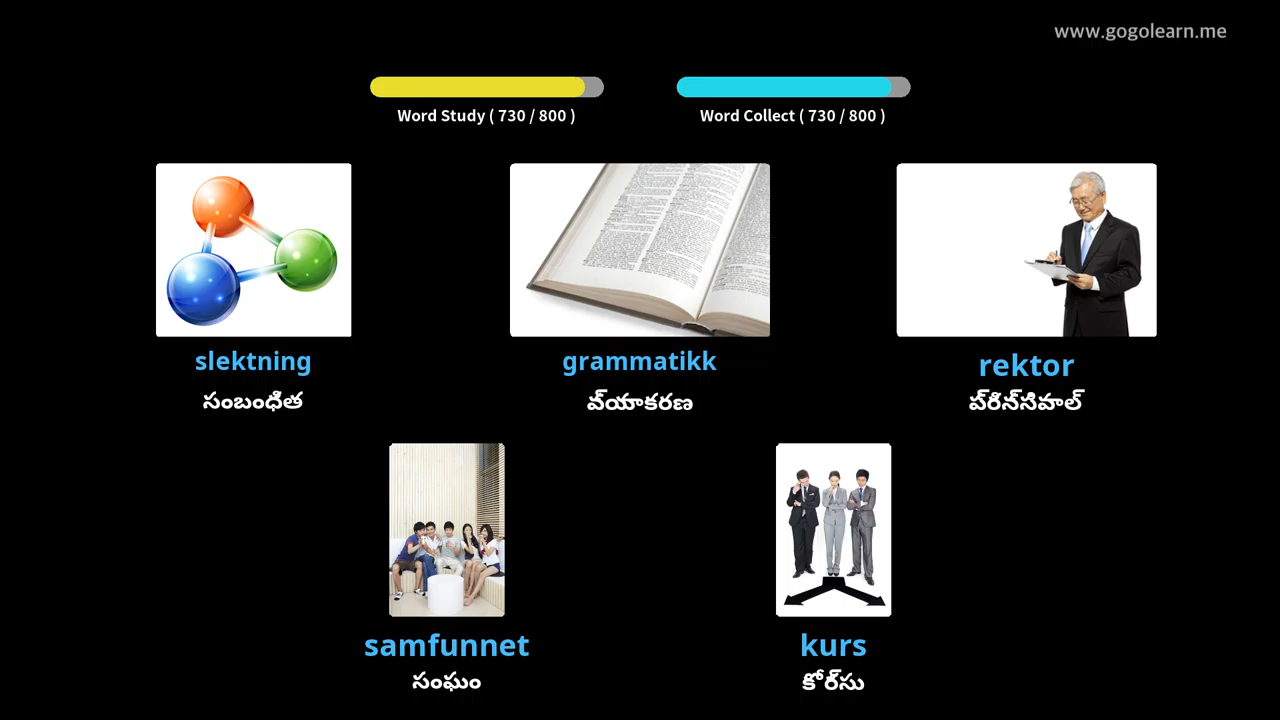 www.gogolearn.me
Word Study ( 730 / 800 )
Word Collect ( 730 / 800 )
slektning
grammatikk
rektor
సంబంధిత
వ్యాకరణ
ప్రిన్సిపాల్
samfunnet
kurs
సంఘం
కోర్సు